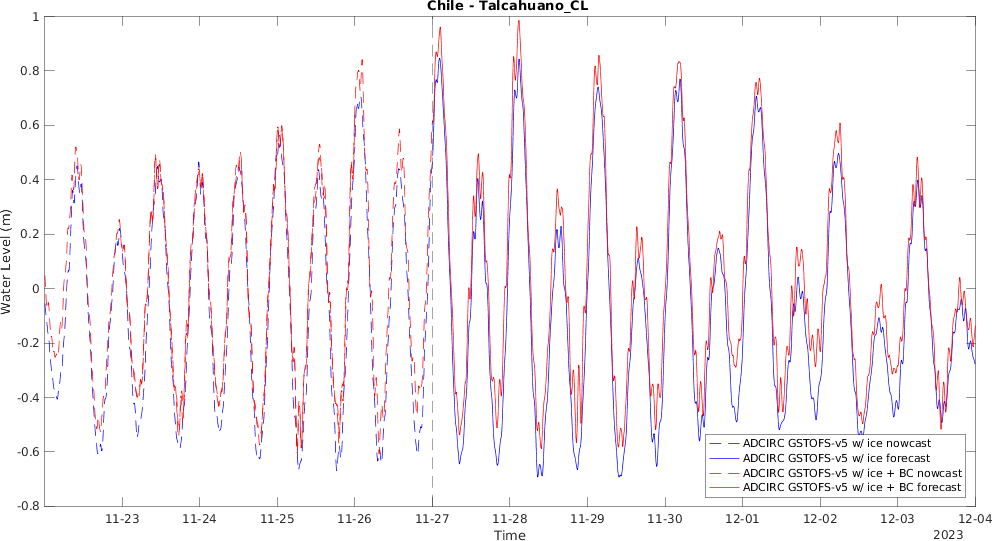 Chile - Talcahuano_CL
1
0.8
0.6
0.4
0.2
0
-0.2
-0.4
-0.6
-0.8
Water Level (m)
11-23 11-24 11-25 11-26 11-27 11-28 11-29 11-30 12-01 12-02 12-03 12-04
Time
2023
ADCIRC GSTOFS-v5 w/ ice nowcast
ADCIRC GSTOFS-v5 w/ ice forecast
ADCIRC GSTOFS-v5 w/ ice + BC nowcast
ADCIRC GSTOFS-v5 w/ ice + BC forecast